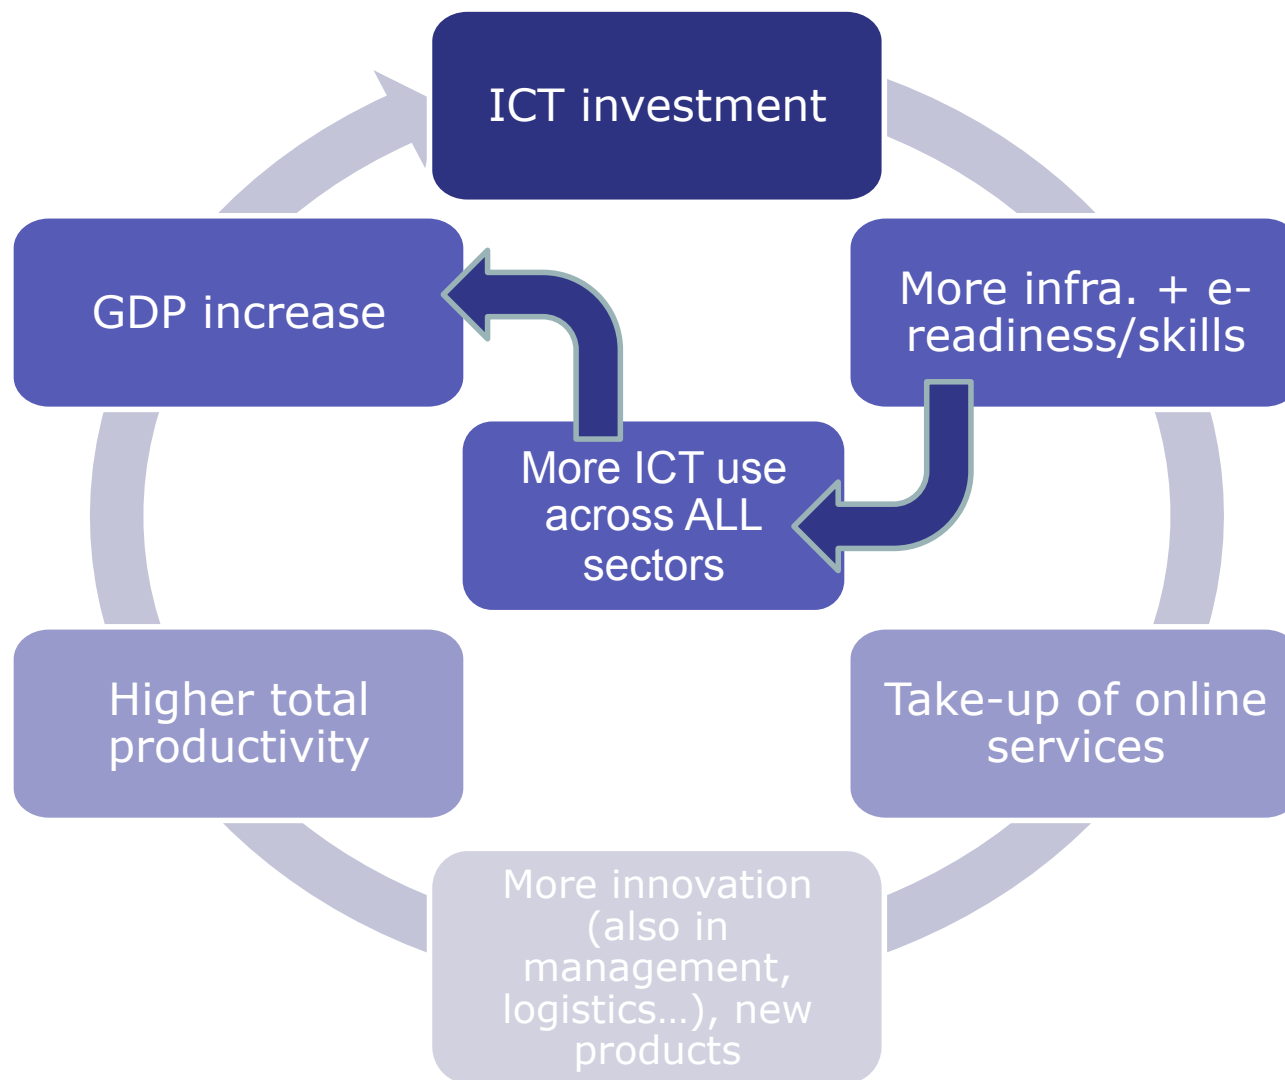 ICT investment
GDP increase
More infra. + e-
readiness/skills
More ICT use
across ALL
sectors
Higher total
productivity
Take-up of online
services
More innovation
(also in
management,
logistics…), new
products